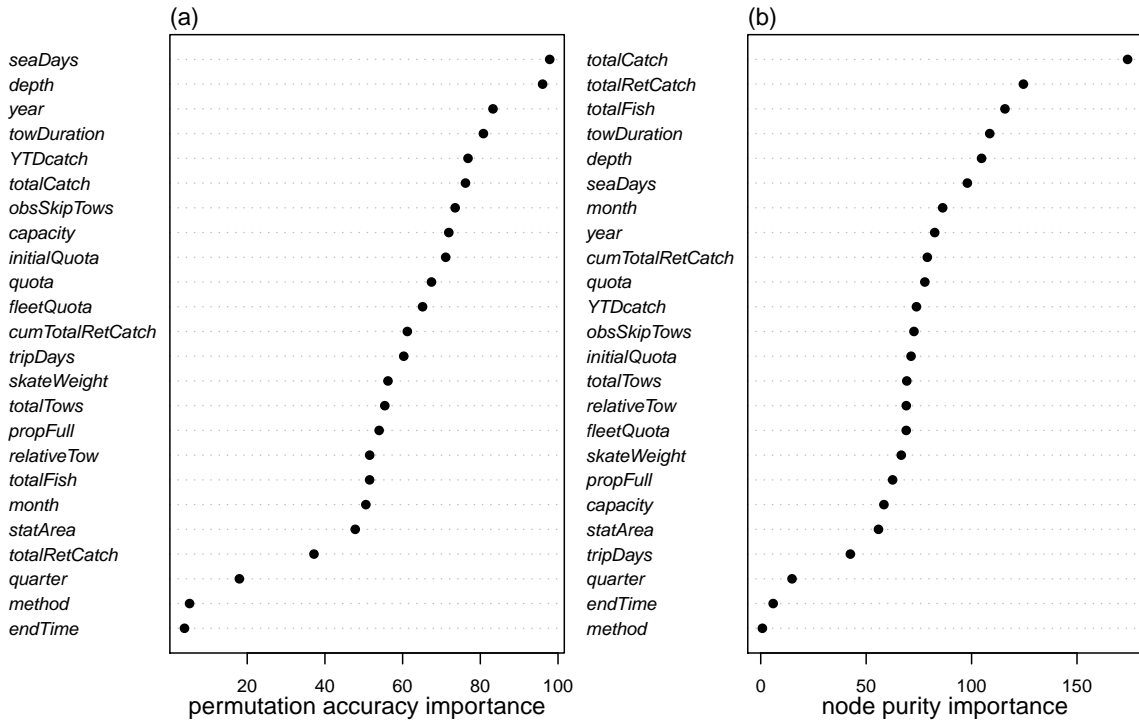 (a)
seaDays
depth
year
towDuration
YTDcatch
totalCatch
obsSkipTows
capacity
initialQuota
quota
fleetQuota
cumTotalRetCatch
tripDays
skateWeight
totalTows
propFull
relativeTow
totalFish
month
statArea
totalRetCatch
quarter
method
endTime
20 40 60 80 100
permutation accuracy importance
(b)
totalCatch
totalRetCatch
totalFish
towDuration
depth
seaDays
month
year
cumTotalRetCatch
quota
YTDcatch
obsSkipTows
initialQuota
totalTows
relativeTow
fleetQuota
skateWeight
propFull
capacity
statArea
tripDays
quarter
endTime
method
0 50 100 150
node purity importance